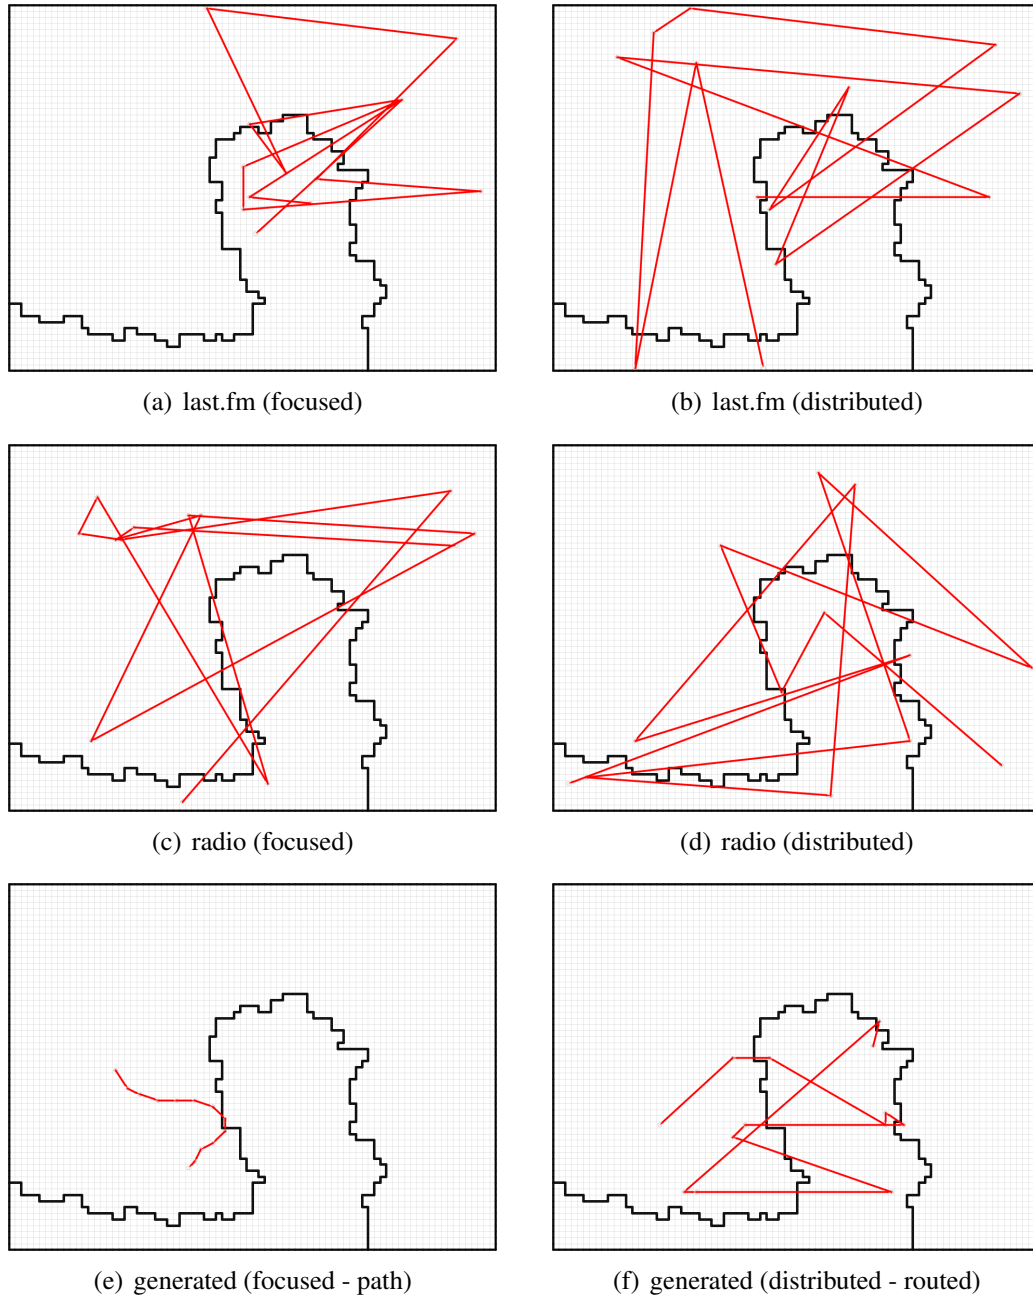 (a) last.fm (focused)
(b) last.fm (distributed)
(c) radio (focused)
(d) radio (distributed)
(e) generated (focused - path)
(f) generated (distributed - routed)